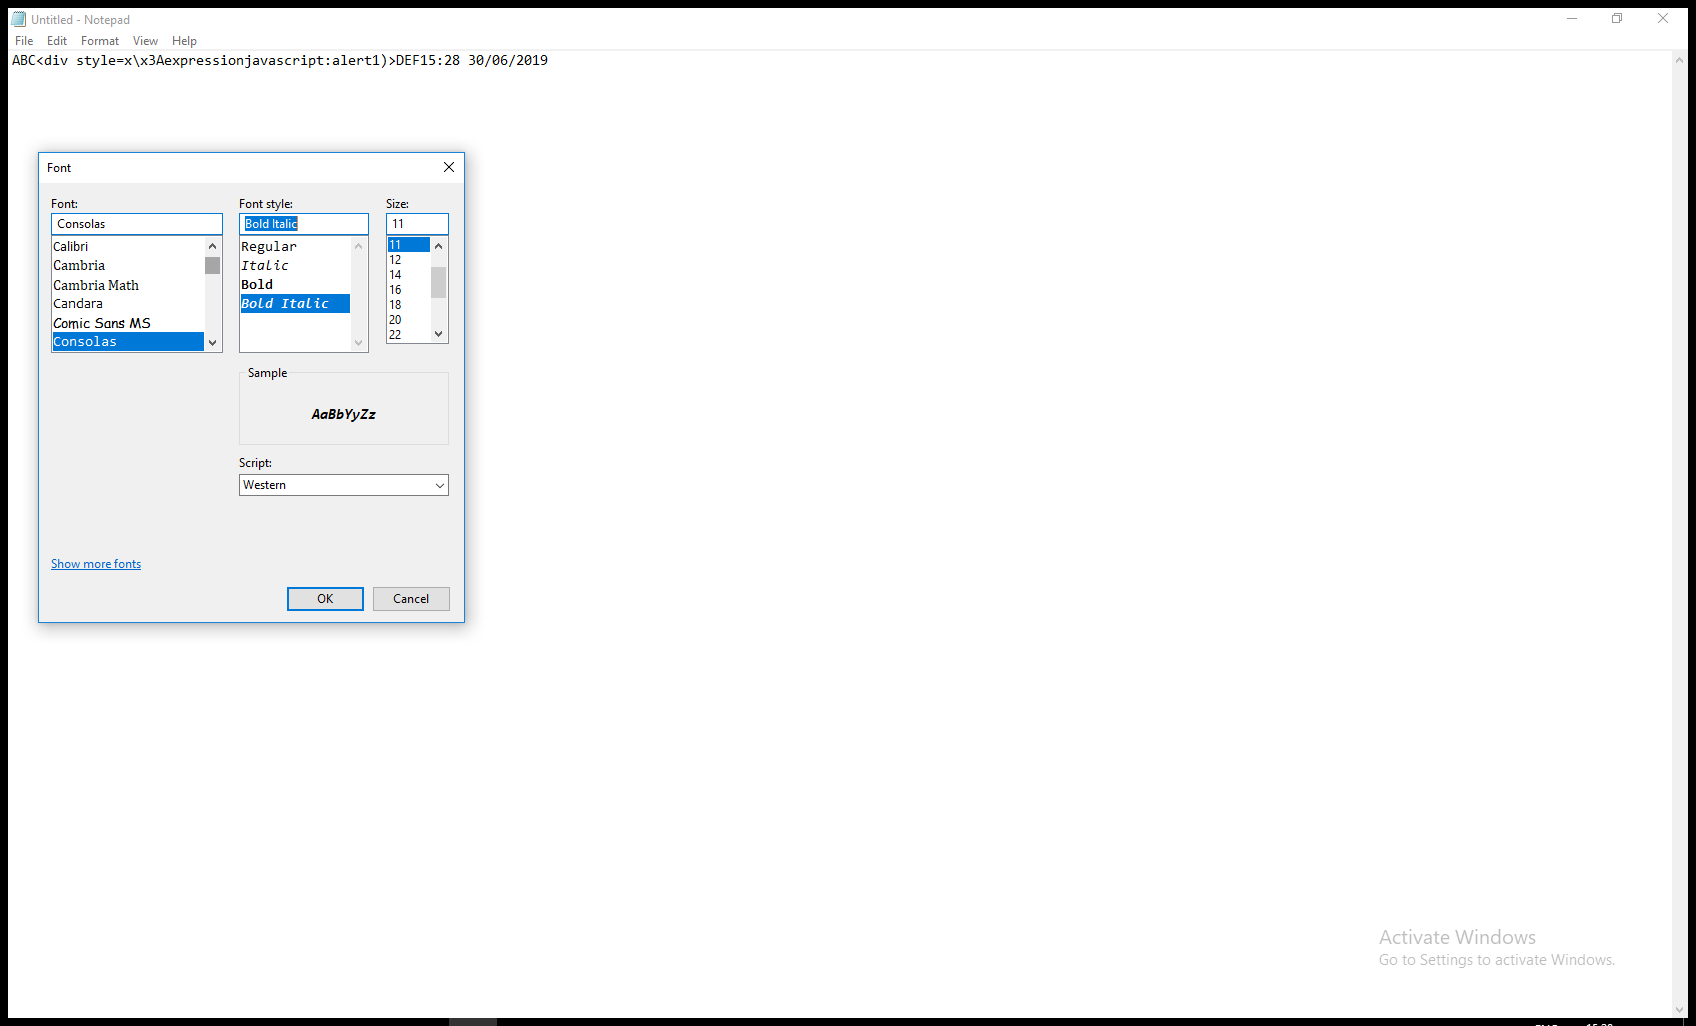 Untitled - Notepad
File Edit Format View Help
ABC<div style=x\x3Aexpressionjavascript:alert1)>DEF15:28 30/06/2019
Font
Font: Font style: Size:
Consolas Bold Italic 11
Calibri Regular 11
Cambria Italic 12
Cambria Math Bold 14
Candara Bold Italic 16
Comic Sans MS 18
Consolas 20
22
Sample
AaBbYyZz
Script:
Western
Show more fonts
OK Cancel
Activate Windows
Go to Settings to activate Windows.